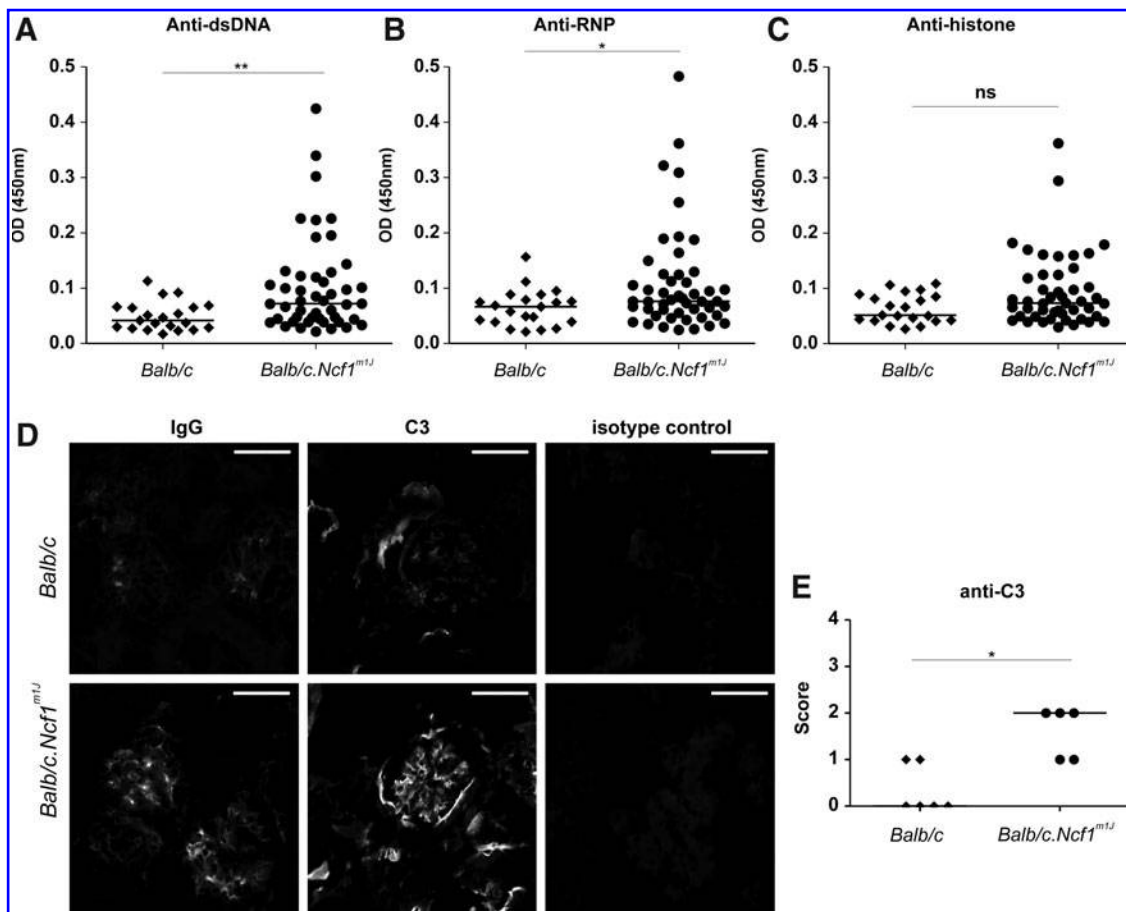 A Anti-dsDNA
**
OD (450nm)
0.5
0.4
0.3
0.2
0.1
0.0
Balb/c Balb/c.Ncf1m1J
B Anti-RNP
*
OD (450nm)
0.5
0.4
0.3
0.2
0.1
0.0
Balb/c Balb/c.Ncf1m1J
C Anti-histone
ns
OD (450nm)
0.5
0.4
0.3
0.2
0.1
0.0
Balb/c Balb/c.Ncf1m1J
D IgG C3 isotype control
Balb/c
Balb/c.Ncf1m1J
E anti-C3
*
Score
4
3
2
1
0
Balb/c Balb/c.Ncf1m1J